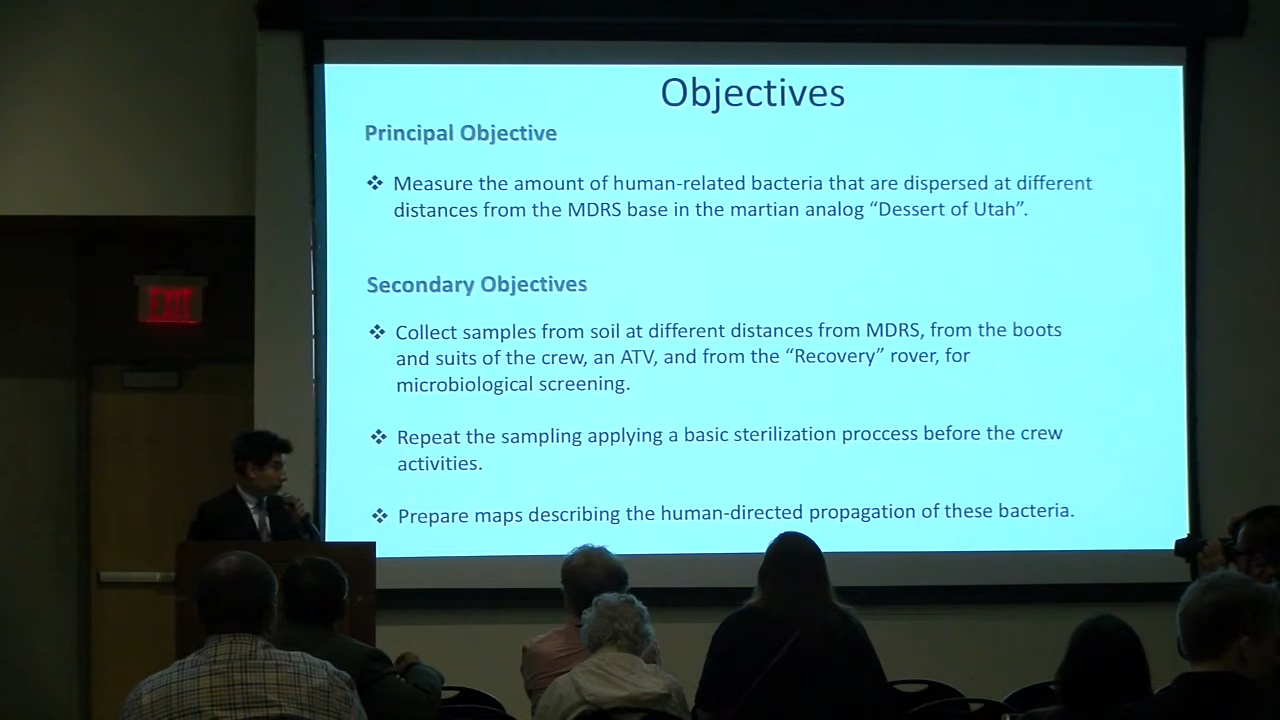 Objectives
Principal Objective
❖ Measure the amount of human-related bacteria that are dispersed at different
distances from the MDRS base in the martian analog “Dessert of Utah”.
Secondary Objectives
❖ Collect samples from soil at different distances from MDRS, from the boots
and suits of the crew, an ATV, and from the “Recovery” rover, for
microbiological screening.
❖ Repeat the sampling applying a basic sterilization proccess before the crew
activities.
❖ Prepare maps describing the human-directed propagation of these bacteria.
EXIT